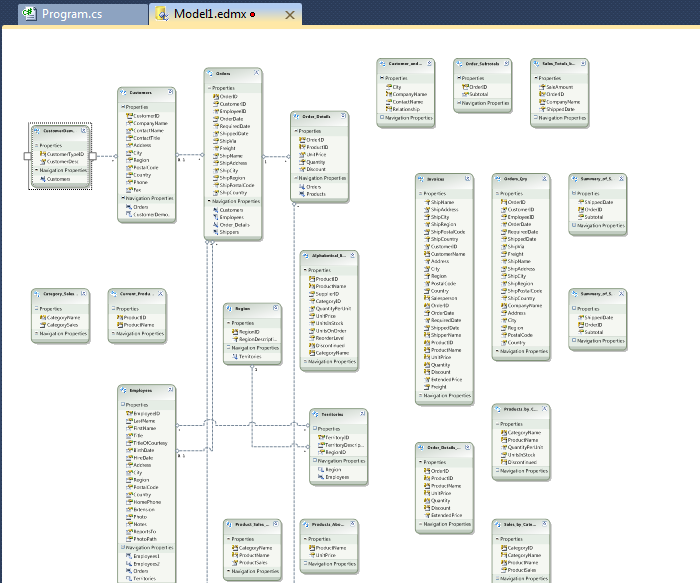 Program.cs
Model1.edmx
Customers
Properties
CustomerID
CompanyName
ContactName
ContactTitle
Address
City
Region
PostalCode
Country
Phone
Fax
Navigation Properties
Orders
CustomerDemo...
Orders
Properties
OrderID
CustomerID
EmployeeID
OrderDate
RequiredDate
ShippedDate
ShipVia
Freight
ShipName
ShipAddress
ShipCity
ShipRegion
ShipPostalCode
ShipCountry
Navigation Properties
Customers
Employees
Order_Details
Shippers
Customer_and...
Properties
City
CompanyName
ContactName
Relationship
Navigation Properties
Order_Subtotals
Properties
OrderID
Subtotal
Navigation Properties
Sales_Totals_b...
Properties
SaleAmount
OrderID
CompanyName
ShippedDate
Navigation Properties
CustomerDem...
Properties
CustomerTypeID
CustomerDesc
Navigation Properties
Customers
Order_Details
Properties
OrderID
ProductID
UnitPrice
Quantity
Discount
Navigation Properties
Orders
Products
Invoices
Properties
ShipName
ShipAddress
ShipCity
ShipRegion
ShipPostalCode
ShipCountry
CustomerID
CustomerName
Address
City
Region
PostalCode
Country
Salesperson
OrderID
OrderDate
RequiredDate
ShippedDate
ShipperName
ProductID
ProductName
UnitPrice
Quantity
Discount
ExtendedPrice
Freight
Navigation Properties
Orders_Qry
Properties
OrderID
CustomerID
EmployeeID
OrderDate
RequiredDate
ShippedDate
ShipVia
Freight
ShipName
ShipAddress
ShipCity
ShipRegion
ShipPostalCode
ShipCountry
CompanyName
Address
City
Region
PostalCode
Country
Navigation Properties
Summary_of_S...
Properties
ShippedDate
OrderID
Subtotal
Navigation Properties
Category_Sales...
Properties
CategoryName
CategorySales
Navigation Properties
Current_Produ...
Properties
ProductID
ProductName
Navigation Properties
Region
Properties
RegionID
RegionDescripti...
Navigation Properties
Territories
Alphabetical_li...
Properties
ProductID
ProductName
SupplierID
CategoryID
QuantityPerUnit
UnitPrice
UnitsInStock
UnitsOnOrder
ReorderLevel
Discontinued
CategoryName
Navigation Properties
Summary_of_S...
Properties
ShippedDate
OrderID
Subtotal
Navigation Properties
Employees
Properties
EmployeeID
LastName
FirstName
Title
TitleOfCourtesy
BirthDate
HireDate
Address
City
Region
PostalCode
Country
HomePhone
Extension
Photo
Notes
ReportsTo
PhotoPath
Navigation Properties
Employees1
Employees2
Orders
Territories
Territories
Properties
TerritoryID
TerritoryDescrip...
RegionID
Navigation Properties
Region
Employees
Products_by_C...
Properties
CategoryName
ProductName
QuantityPerUnit
UnitsInStock
Discontinued
Navigation Properties
Order_Details_...
Properties
OrderID
ProductID
ProductName
UnitPrice
Quantity
Discount
ExtendedPrice
Navigation Properties
Product_Sales_...
Properties
CategoryName
ProductName
ProductSales
Navigation Properties
Products_Abov...
Properties
ProductName
UnitPrice
Navigation Properties
Sales_by_Cate...
Properties
CategoryID
CategoryName
ProductName
ProductSales